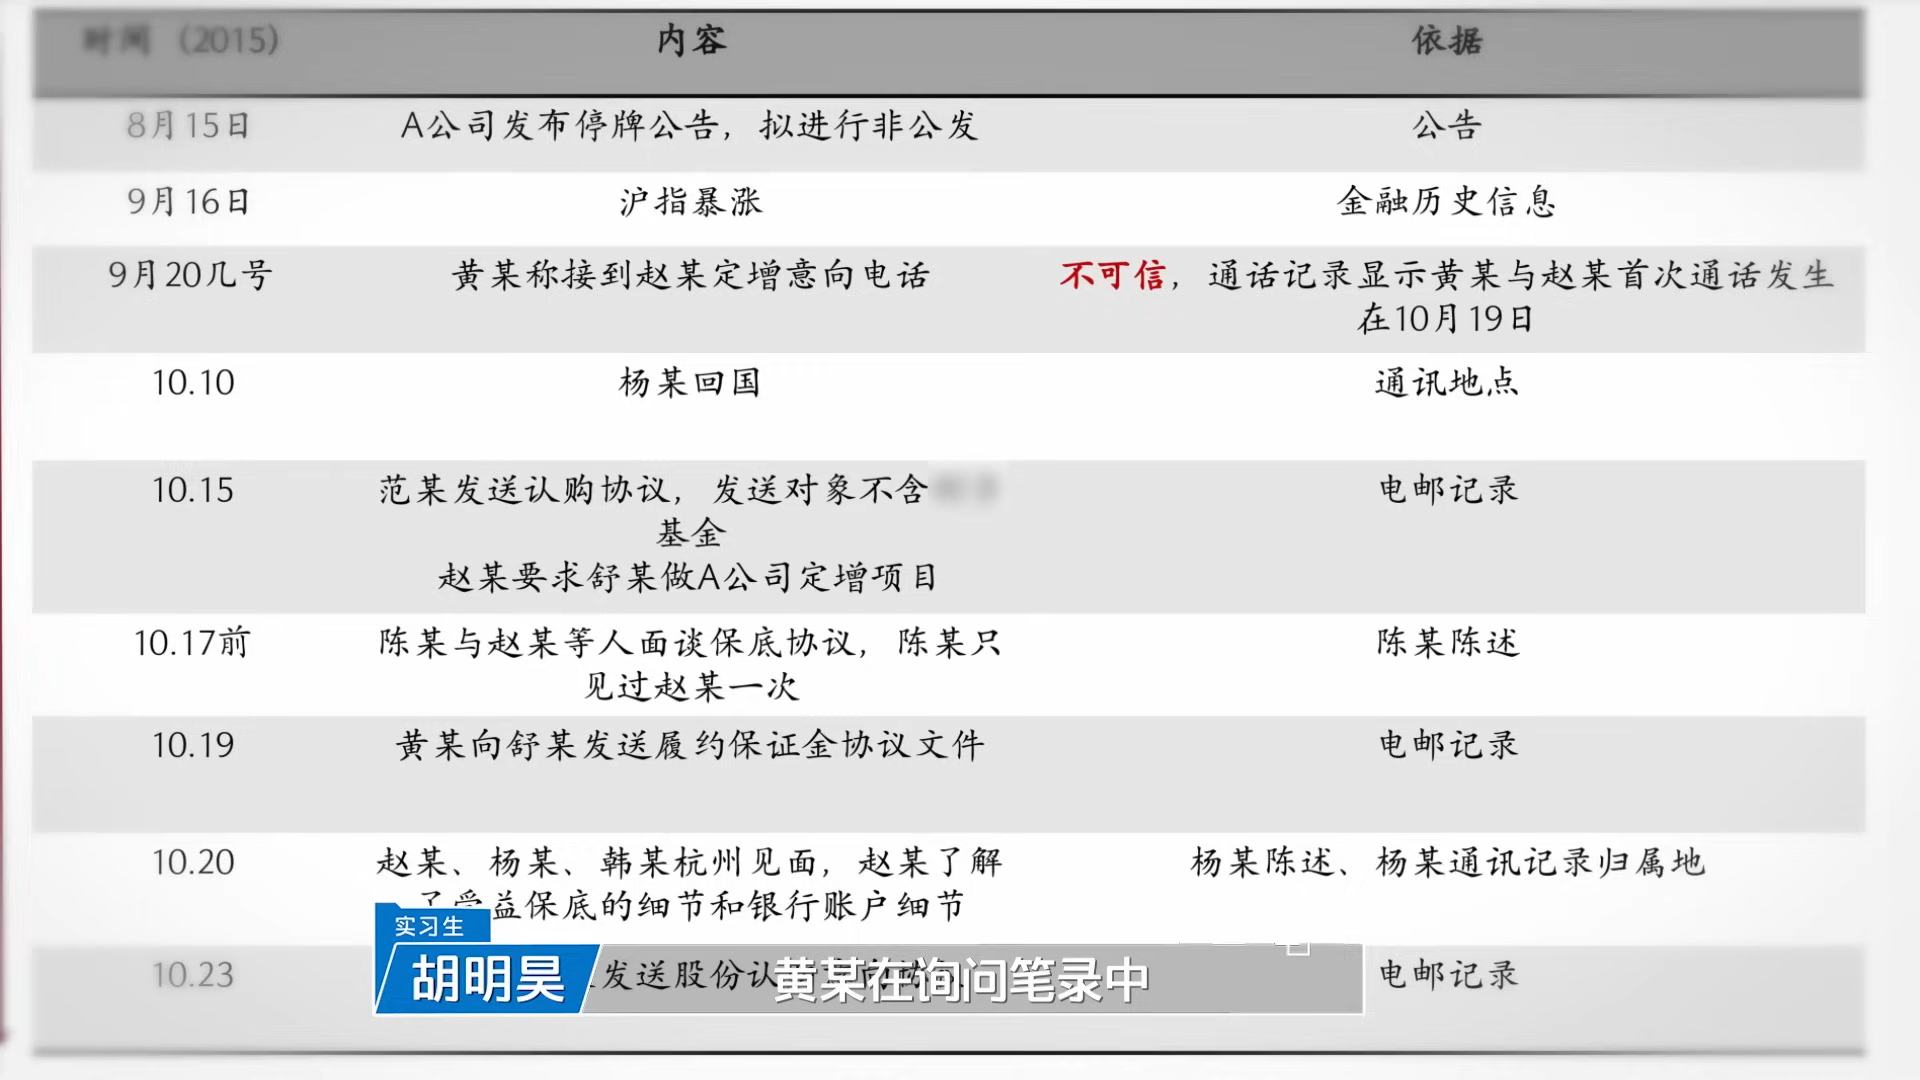 时间（2015） 内容 依据
8月15日 A公司发布停牌公告，拟进行非公发 公告
9月16日 沪指暴涨 金融历史信息
9月20几号 黄某称接到赵某定增意向电话 不可信，通话记录显示黄某与赵某首次通话发生
在10月19日
10.10 杨某回国 通讯地点
10.15 范某发送认购协议，发送对象不含 电邮记录
基金
赵某要求舒某做A公司定增项目
10.17前 陈某与赵某等人面谈保底协议，陈某只 陈某陈述
见过赵某一次
10.19 黄某向舒某发送履约保证金协议文件 电邮记录
10.20 赵某、杨某、韩某杭州见面，赵某了解 杨某陈述、杨某通讯记录归属地
了受益保底的细节和银行账户细节
实习生
10.23 发送股份认 电邮记录
胡明昊 黄某在询问笔录中